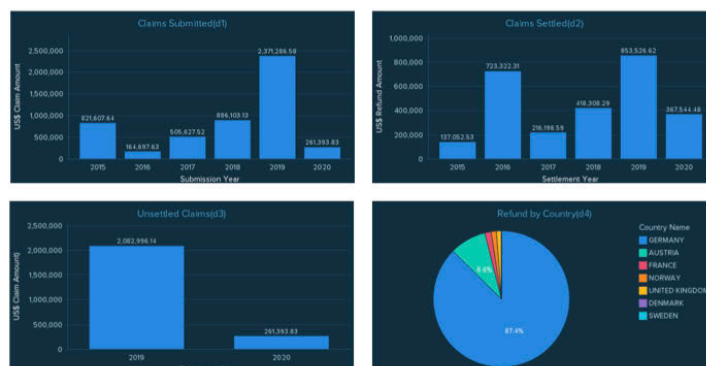 Claims Submitted(d1)
US$ Claim Amount
2,500,000
2,000,000
1,500,000
1,000,000
500,000
0
821,607.64
164,697.63
505,627.52
886,103.13
2,371,286.58
261,393.83
2015
2016
2017
2018
2019
2020
Submission Year
Claims Settled(d2)
US$ Refund Amount
1,000,000
800,000
600,000
400,000
200,000
0
137,052.53
723,322.31
216,196.59
418,308.29
853,526.62
367,544.48
2015
2016
2017
2018
2019
2020
Settlement Year
Unsettled Claims(d3)
US$ Claim Amount)
2,500,000
2,000,000
1,500,000
1,000,000
500,000
0
2,082,996.14
261,393.83
2019
2020
Refund by Country(d4)
8.6%
87.4%
Country Name
GERMANY
AUSTRIA
FRANCE
NORWAY
UNITED KINGDOM
DENMARK
SWEDEN